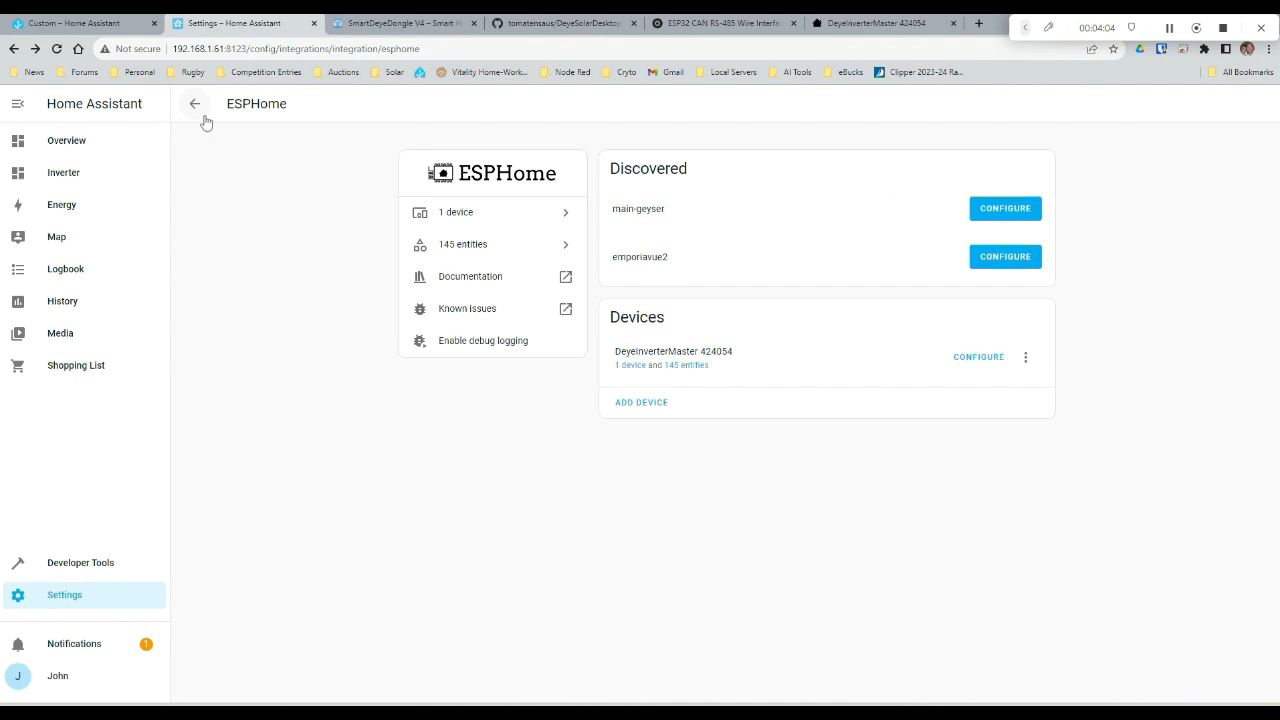 Custom – Home Assistant
Settings – Home Assistant
SmartDeyeDongle V4 – Smart H
tomatensaus/DeyeSolarDesktop
ESP32 CAN RS-485 Wire Interfa
DeyeInverterMaster 424054
00:04:04
Not secure
192.168.1.61:8123/config/integrations/integration/esphome
News
Forums
Personal
Rugby
Competition Entries
Auctions
Solar
Vitality Home-Work...
Node Red
Cryto
Gmail
Local Servers
AI Tools
eBucks
Clipper 2023-24 Ra...
All Bookmarks
Home Assistant
ESPHome
Overview
Inverter
Energy
Map
Logbook
History
Media
Shopping List
Developer Tools
Settings
Notifications
1
J
John
ESPHome
1 device
145 entities
Documentation
Known issues
Enable debug logging
Discovered
main-geyser
CONFIGURE
emporiavue2
CONFIGURE
Devices
DeyeInverterMaster 424054
1 device and 145 entities
CONFIGURE
ADD DEVICE